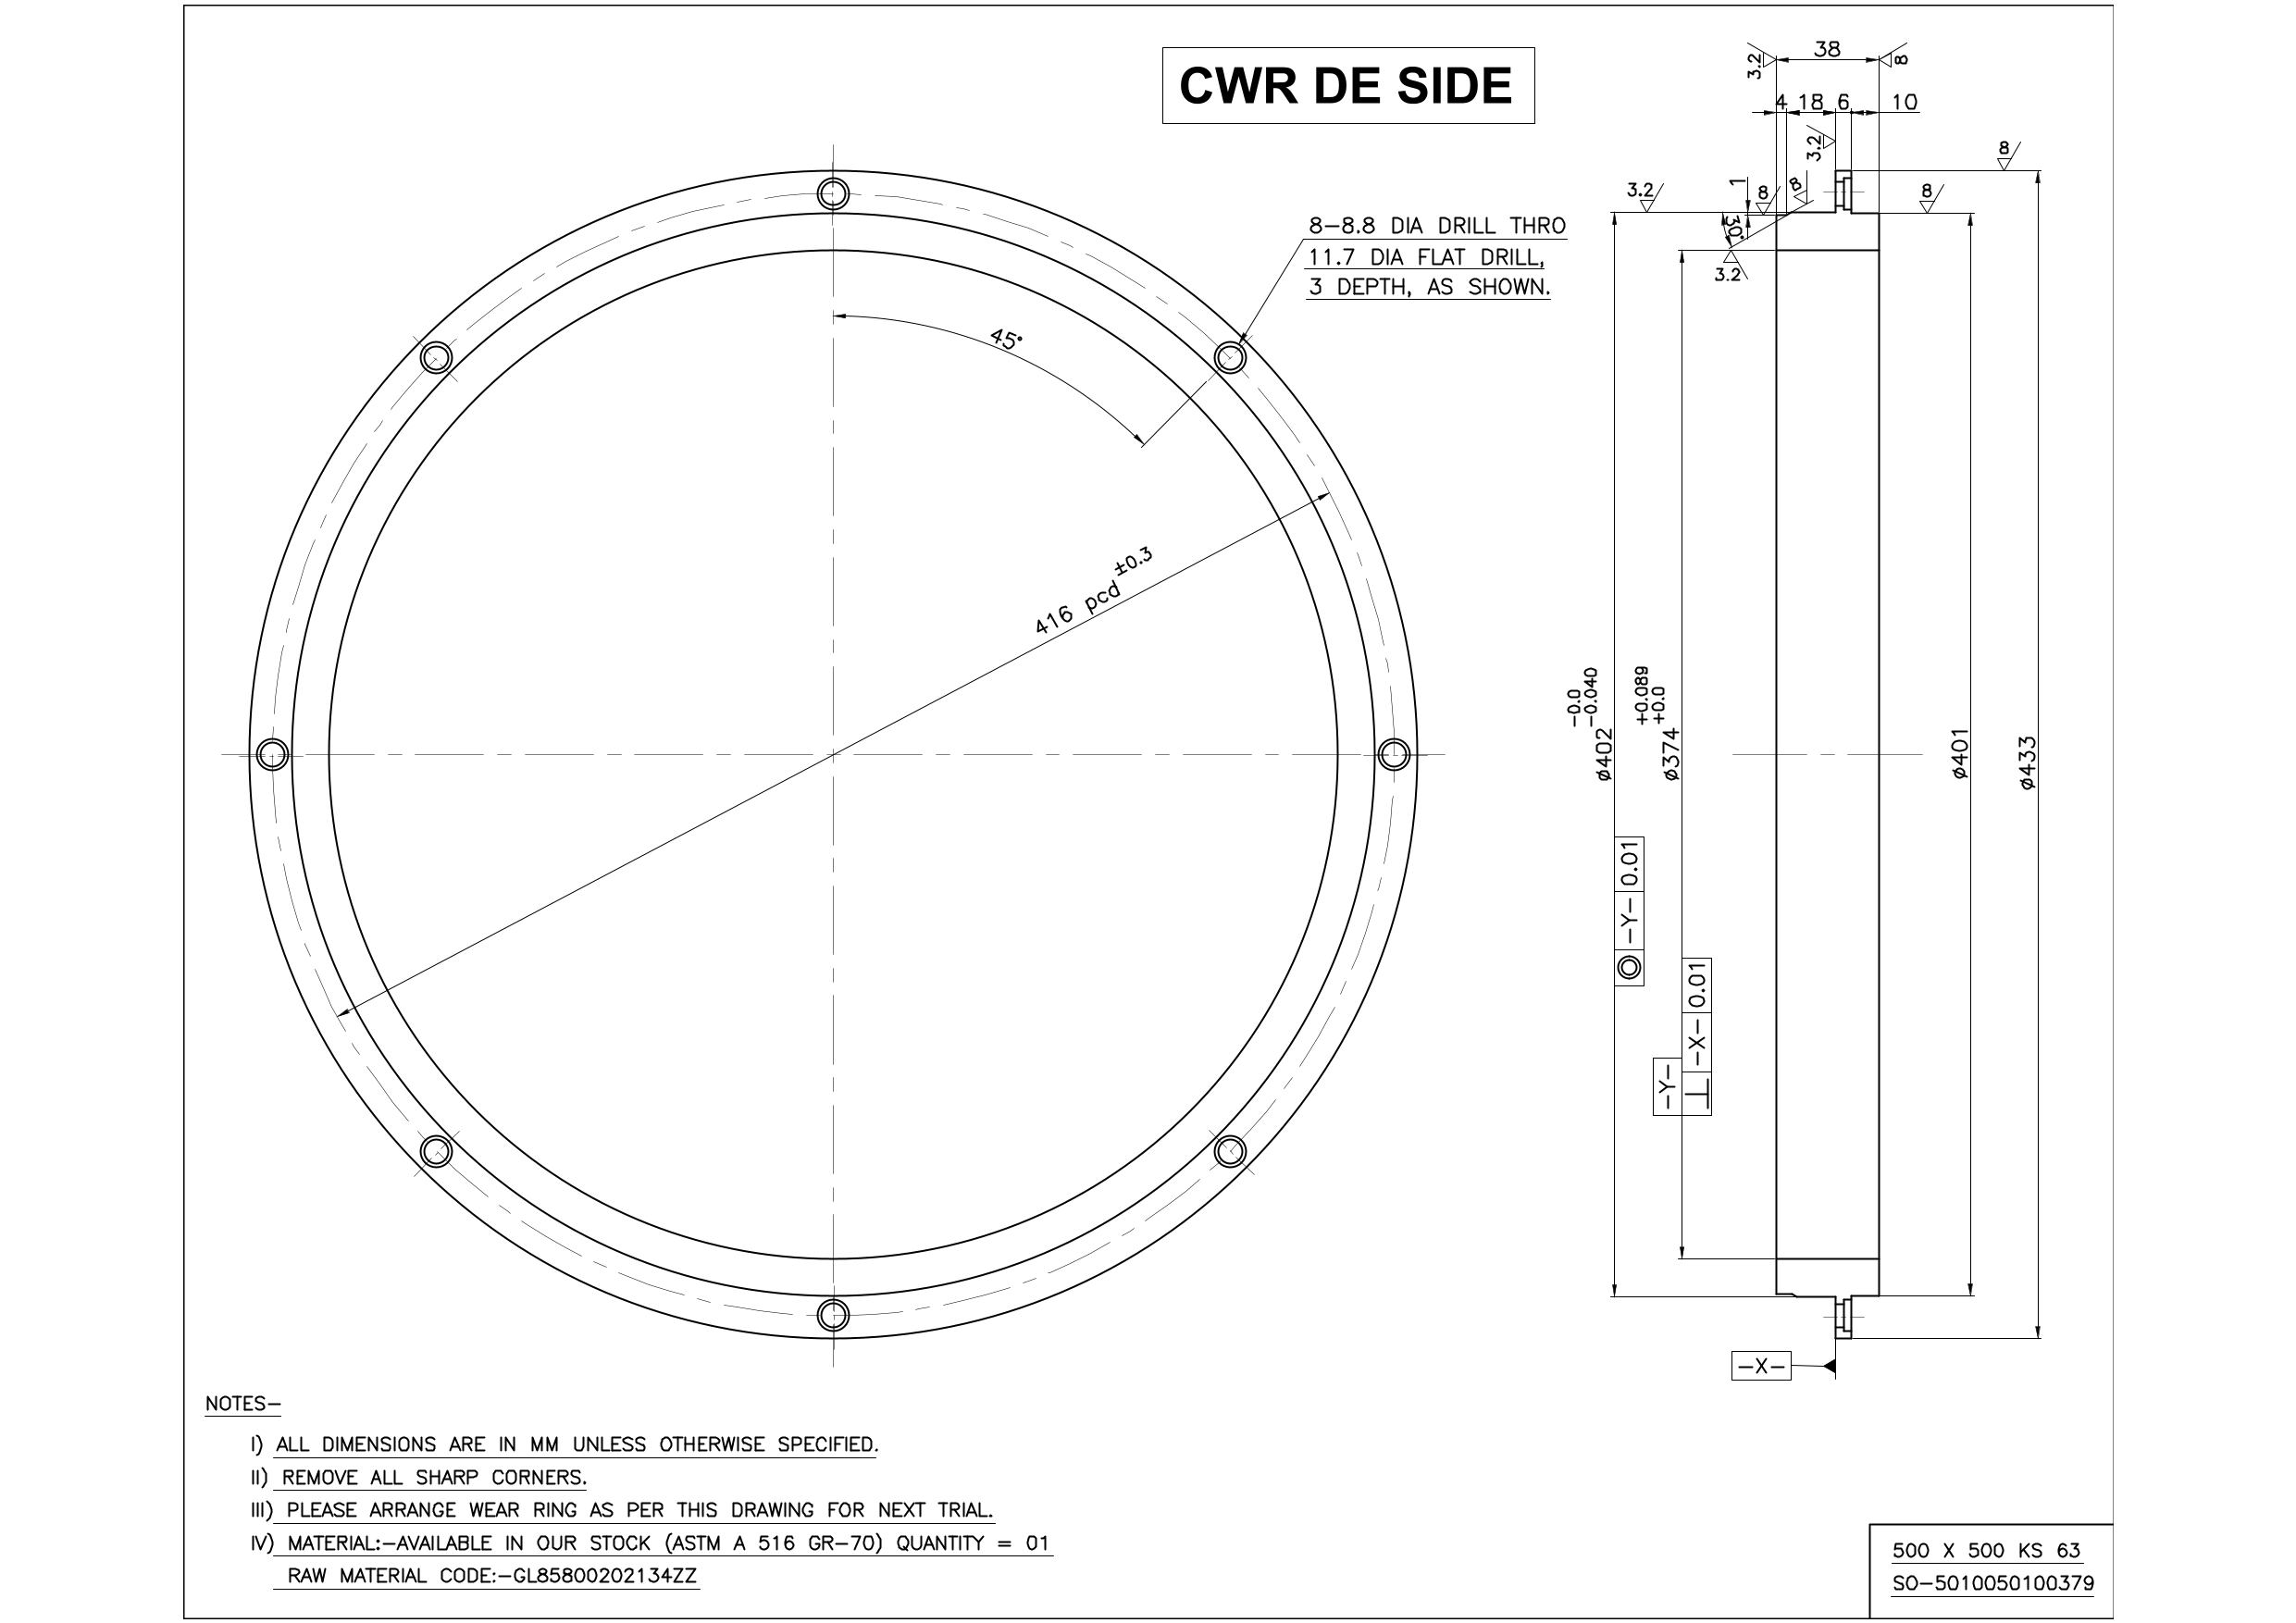 CWR DE SIDE
38
3.2
8
4 18 6 10
3.2
8
3.2
1
8
8
8
30°
3.2
8-8.8 DIA DRILL THRO
11.7 DIA FLAT DRILL,
3 DEPTH, AS SHOWN.
45°
416 pcd ±0.3
ø402 -0.0 -0.040
ø374 +0.089 +0.0
ø401
ø433
◎ -Y- 0.01
⊥ -X- 0.01
-Y-
-X-
NOTES-
I) ALL DIMENSIONS ARE IN MM UNLESS OTHERWISE SPECIFIED.
II) REMOVE ALL SHARP CORNERS.
III) PLEASE ARRANGE WEAR RING AS PER THIS DRAWING FOR NEXT TRIAL.
IV) MATERIAL:-AVAILABLE IN OUR STOCK (ASTM A 516 GR-70) QUANTITY = 01
RAW MATERIAL CODE:-GL85800202134ZZ
500 X 500 KS 63
SO-5010050100379